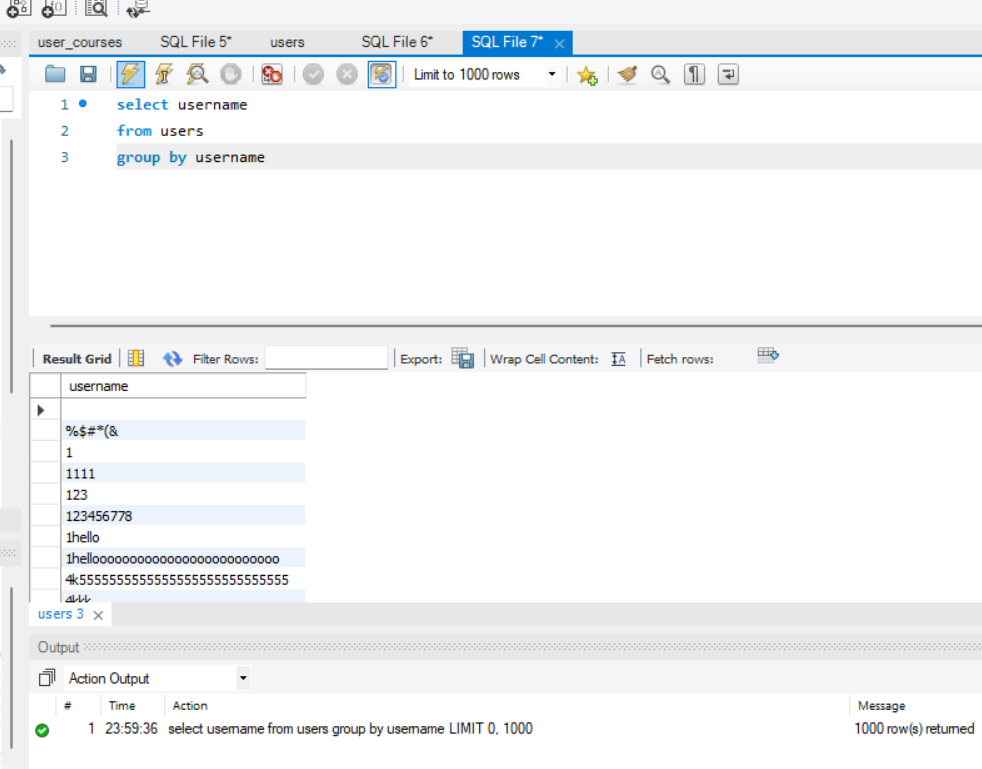 user_courses SQL File 5* users SQL File 6* SQL File 7*
Limit to 1000 rows
1 select username
2 from users
3 group by username
Result Grid Filter Rows: Export: Wrap Cell Content: Fetch rows:
username
%$#*(&
1
1111
123
123456778
1hello
4kkk
users 3
Output
Action Output
# Time Action Message
1 23:59:36 select username from users group by username LIMIT 0, 1000 1000 row(s) returned